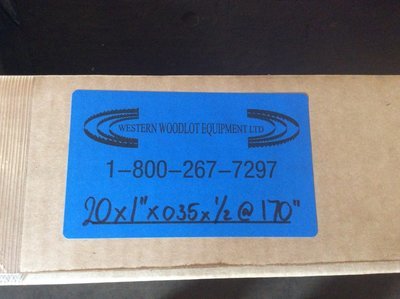 WESTERN WOODLOT EQUIPMENT LTD
1-800-267-7297
20x1"x035x½@170"